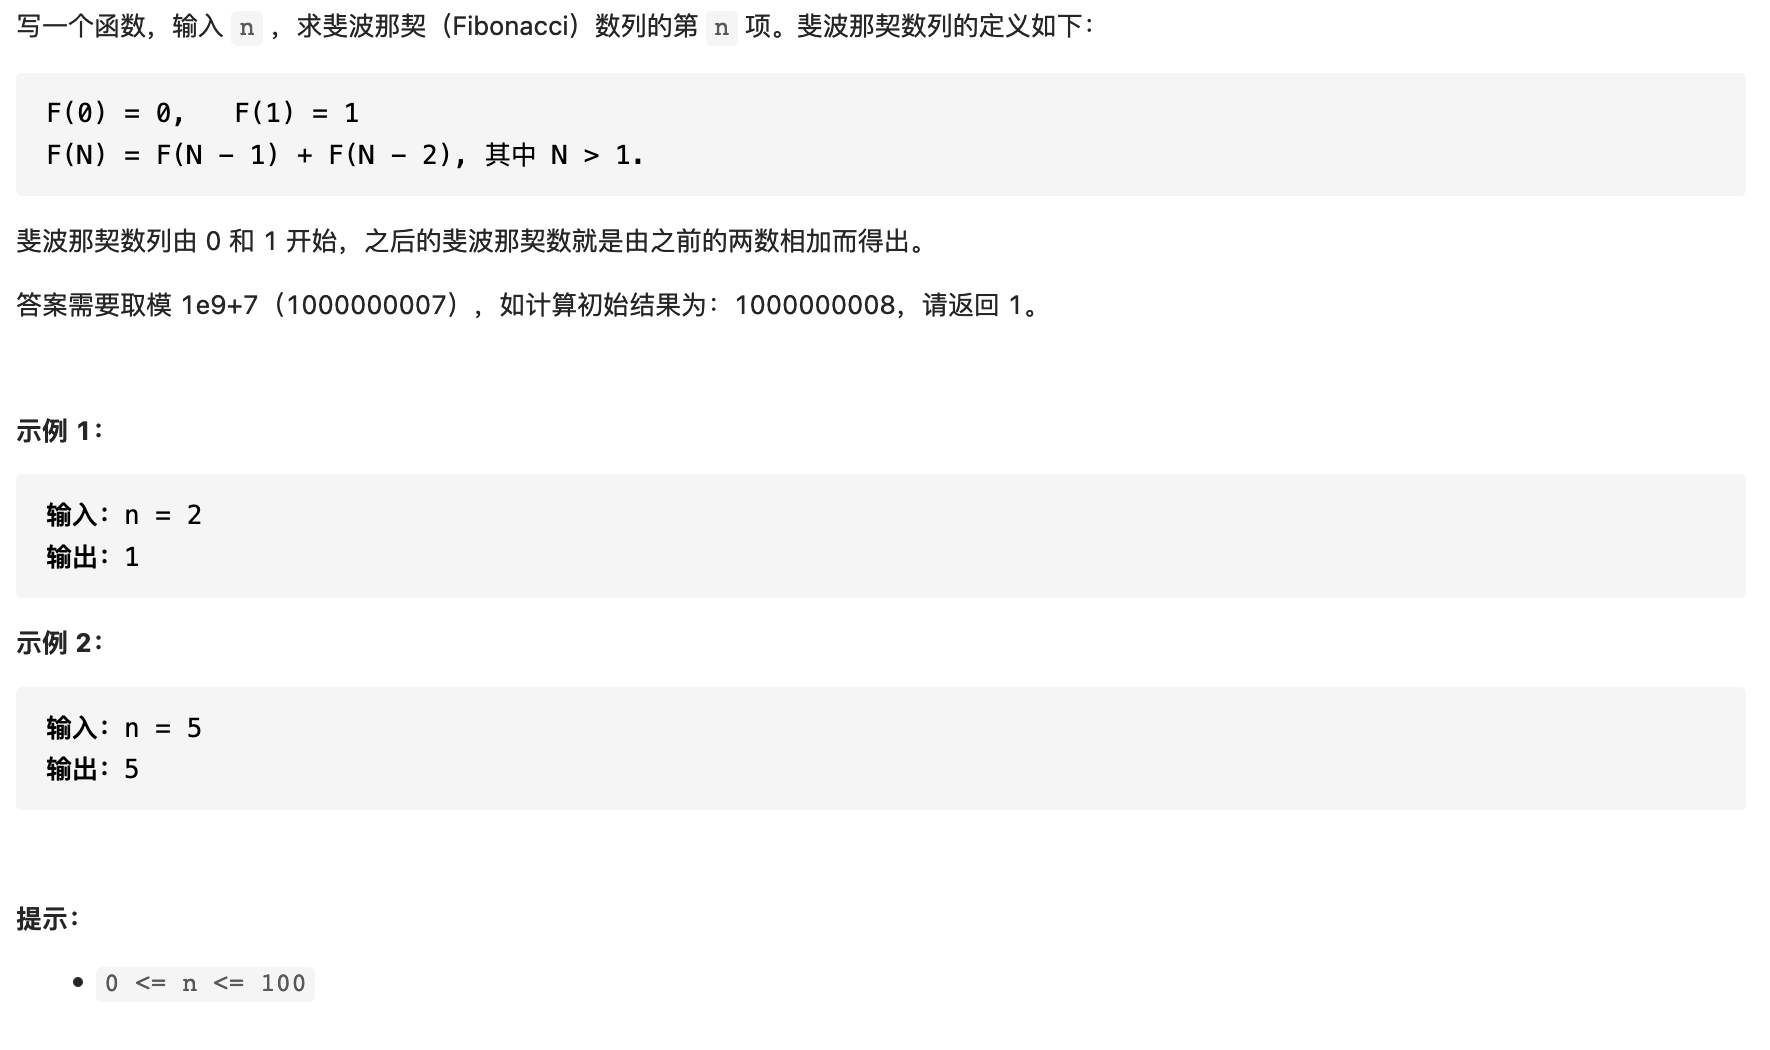 写一个函数，输入 n ，求斐波那契（Fibonacci）数列的第 n 项。斐波那契数列的定义如下：
F(0) = 0,   F(1) = 1
F(N) = F(N - 1) + F(N - 2), 其中 N > 1.
斐波那契数列由 0 和 1 开始，之后的斐波那契数就是由之前的两数相加而得出。
答案需要取模 1e9+7（1000000007），如计算初始结果为：1000000008，请返回 1。
示例 1：
输入：n = 2
输出：1
示例 2：
输入：n = 5
输出：5
提示：
• 0 <= n <= 100